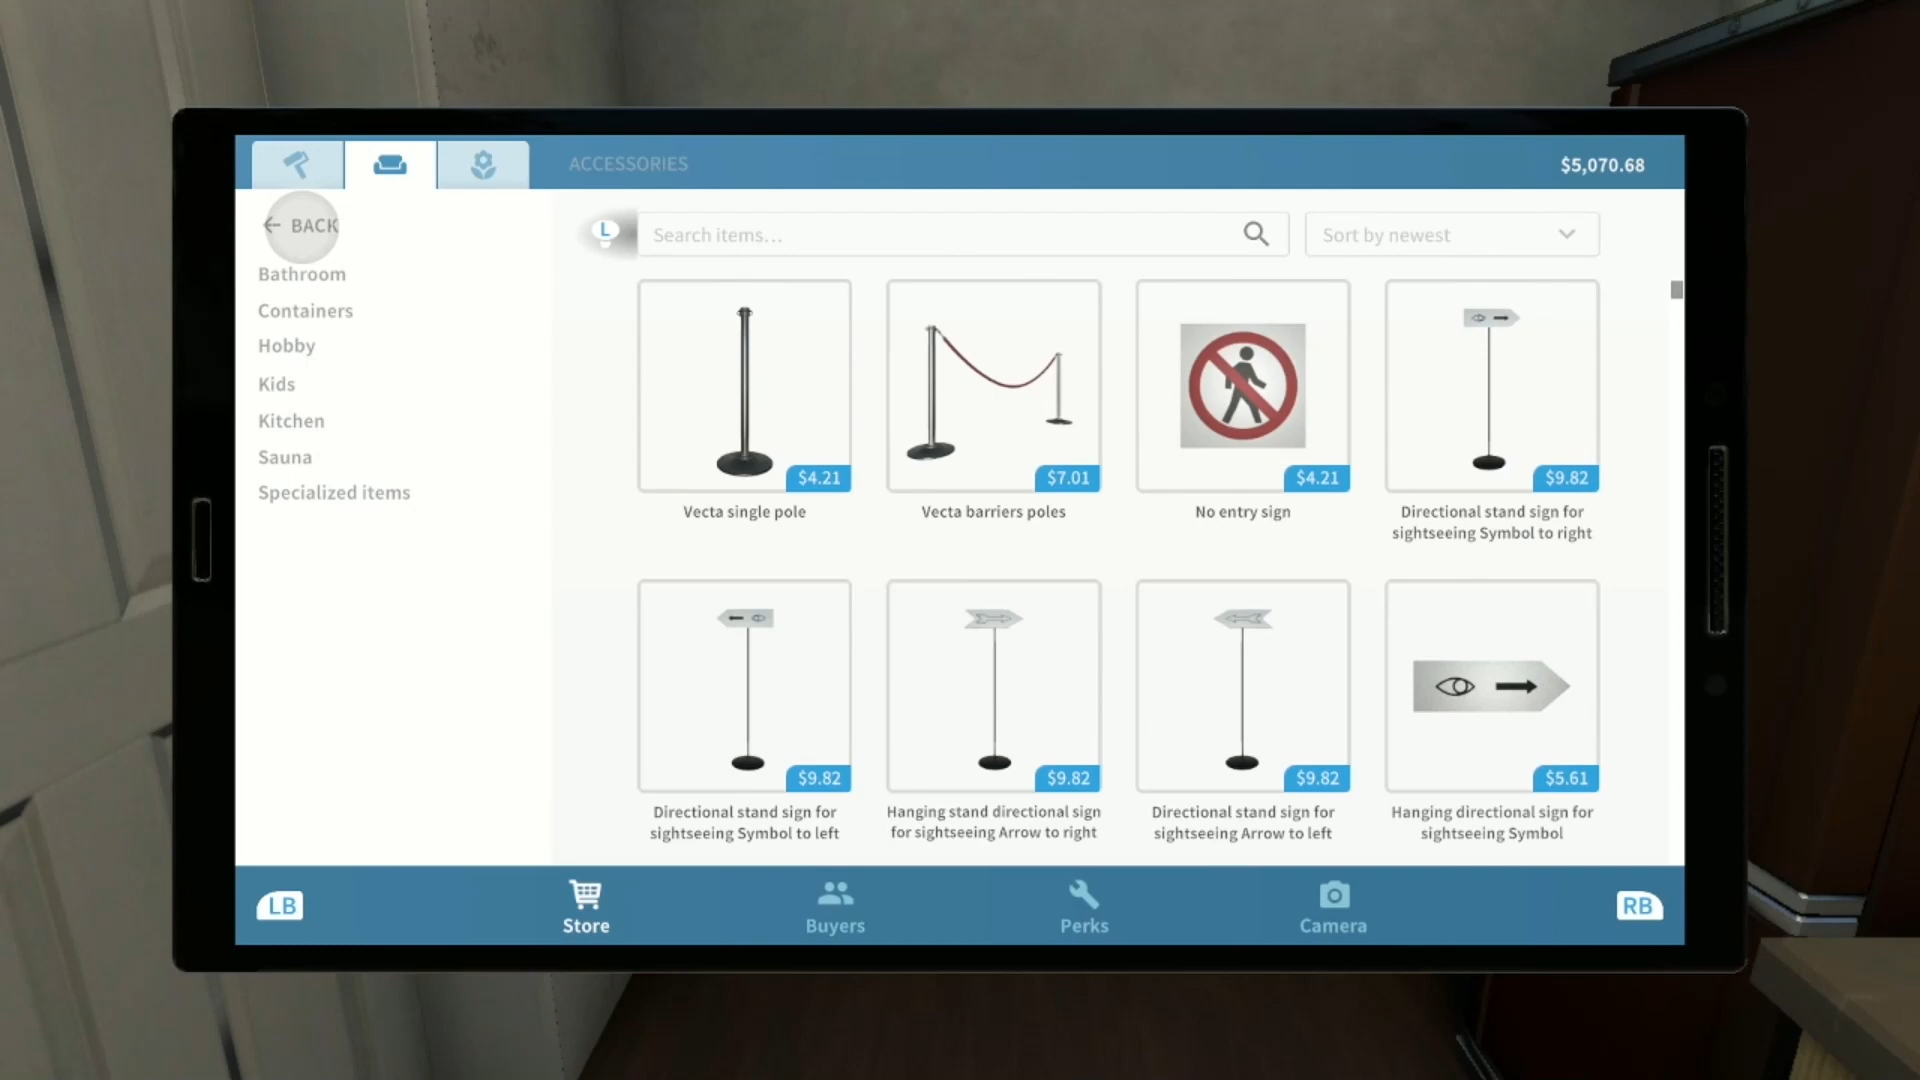 ACCESSORIES
$5,070.68
BACK
Bathroom
Containers
Hobby
Kids
Kitchen
Sauna
Specialized items
L
Search items...
Sort by newest
$4.21
$7.01
$4.21
$9.82
Vecta single pole
Vecta barriers poles
No entry sign
Directional stand sign for
sightseeing Symbol to right
$9.82
$9.82
$9.82
$5.61
Directional stand sign for
sightseeing Symbol to left
Hanging stand directional sign
for sightseeing Arrow to right
Directional stand sign for
sightseeing Arrow to left
Hanging directional sign for
sightseeing Symbol
LB
Store
Buyers
Perks
Camera
RB